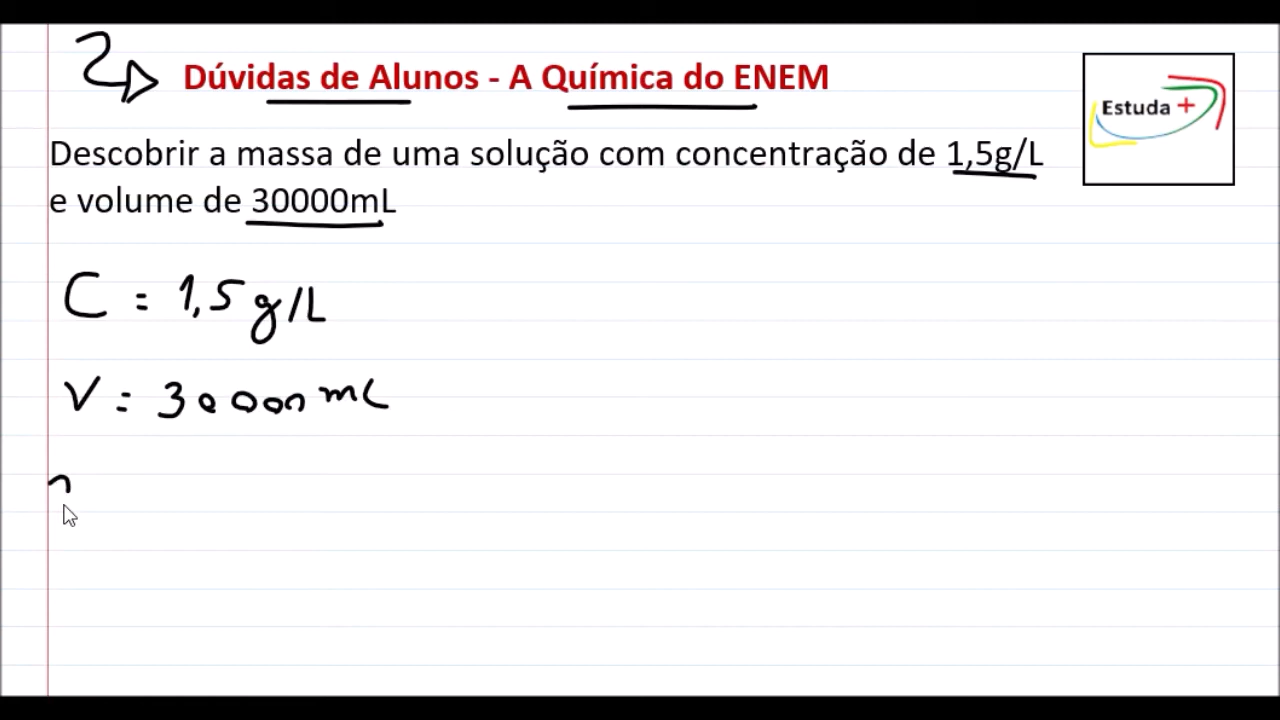 Dúvidas de Alunos - A Química do ENEM
Estuda +
Descobrir a massa de uma solução com concentração de 1,5g/L
e volume de 30000mL
C = 1,5 g/L
V = 30000 mL